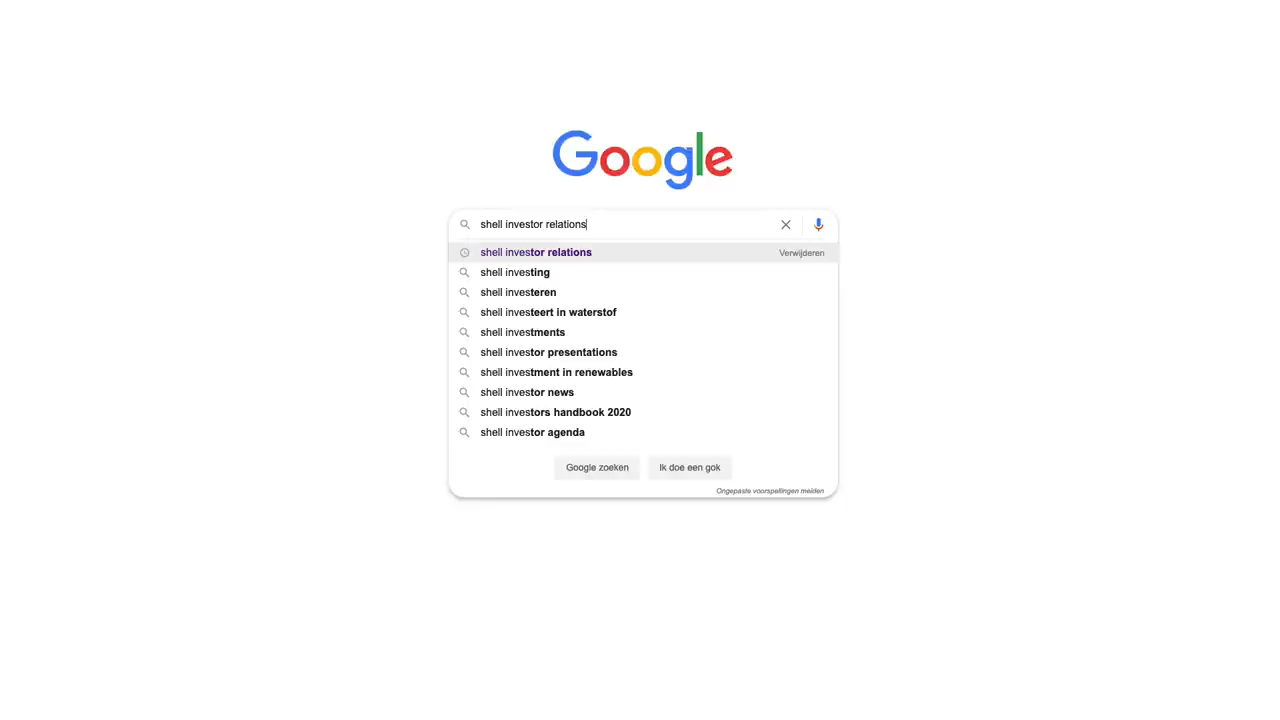 Google
shell investor relations
shell investor relations Verwijderen
shell investing
shell investeren
shell investeert in waterstof
shell investments
shell investor presentations
shell investment in renewables
shell investor news
shell investors handbook 2020
shell investor agenda
Google zoeken Ik doe een gok
Ongepaste voorspellingen melden